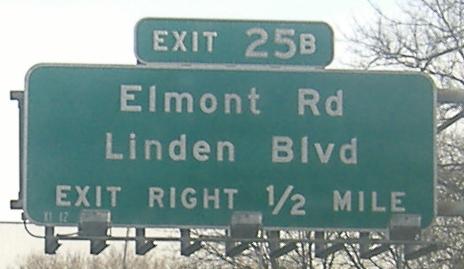 EXIT 25B
Elmont Rd
Linden Blvd
EXIT RIGHT ½ MILE